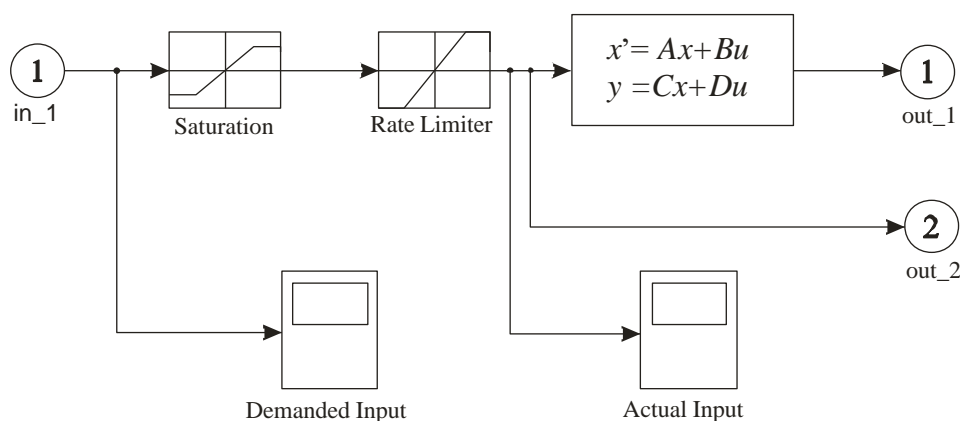 1
in_1
Saturation
Rate Limiter
x’= Ax+Bu
y =Cx+Du
1
out_1
2
out_2
Demanded Input
Actual Input